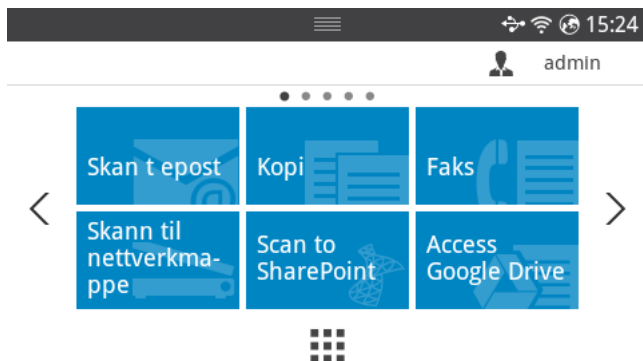 15:24
admin
Skan t epost
Kopi
Faks
Skann til
nettverkma-
ppe
Scan to
SharePoint
Access
Google Drive